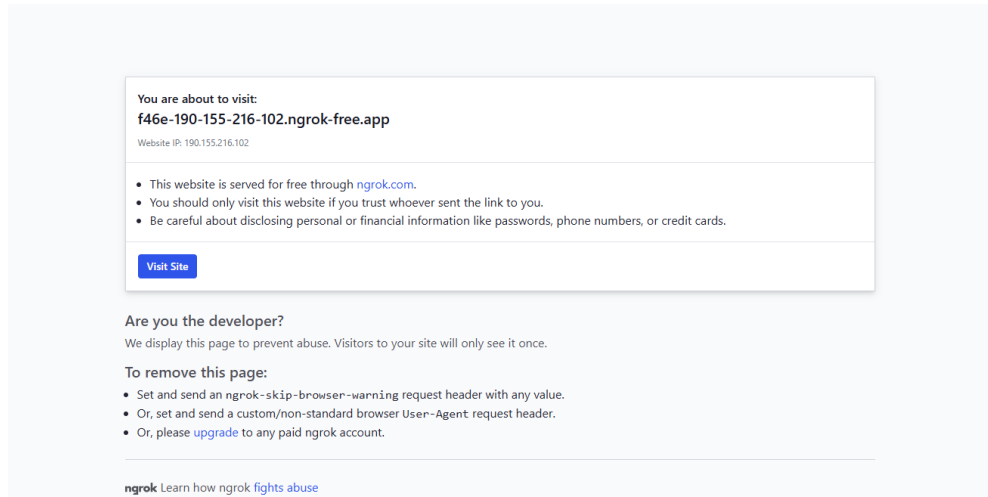 You are about to visit:
f46e-190-155-216-102.ngrok-free.app
Website IP: 190.155.216.102
This website is served for free through ngrok.com.
You should only visit this website if you trust whoever sent the link to you.
Be careful about disclosing personal or financial information like passwords, phone numbers, or credit cards.
Visit Site
Are you the developer?
We display this page to prevent abuse. Visitors to your site will only see it once.
To remove this page:
Set and send an ngrok-skip-browser-warning request header with any value.
Or, set and send a custom/non-standard browser User-Agent request header.
Or, please upgrade to any paid ngrok account.
ngrok Learn how ngrok fights abuse